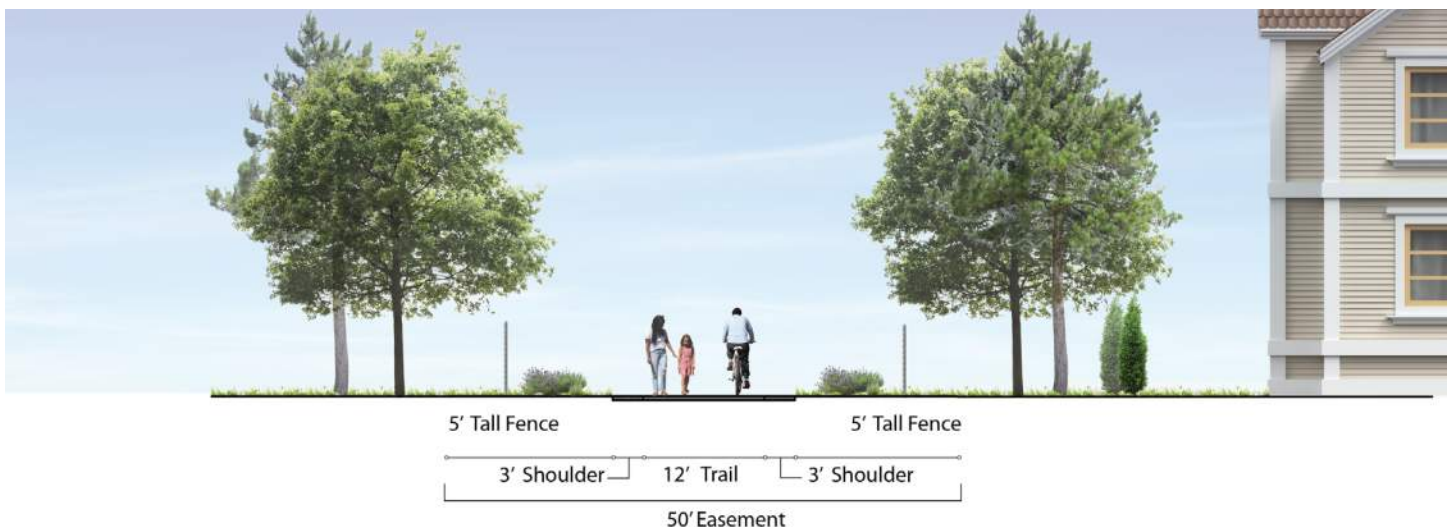 5' Tall Fence 5' Tall Fence
3' Shoulder 12' Trail 3' Shoulder
50' Easement